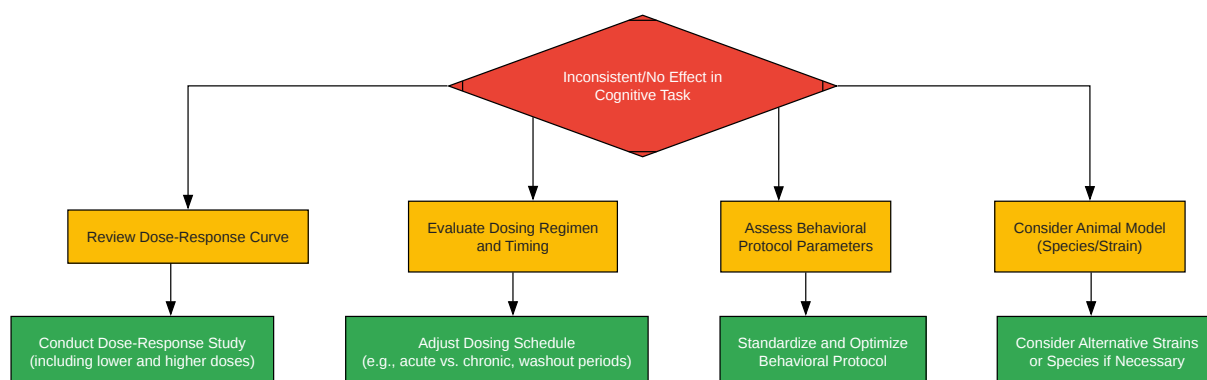 Inconsistent/No Effect in
Cognitive Task
Review Dose-Response Curve
Evaluate Dosing Regimen
and Timing
Assess Behavioral
Protocol Parameters
Consider Animal Model
(Species/Strain)
Conduct Dose-Response Study
(including lower and higher doses)
Adjust Dosing Schedule
(e.g., acute vs. chronic, washout periods)
Standardize and Optimize
Behavioral Protocol
Consider Alternative Strains
or Species if Necessary